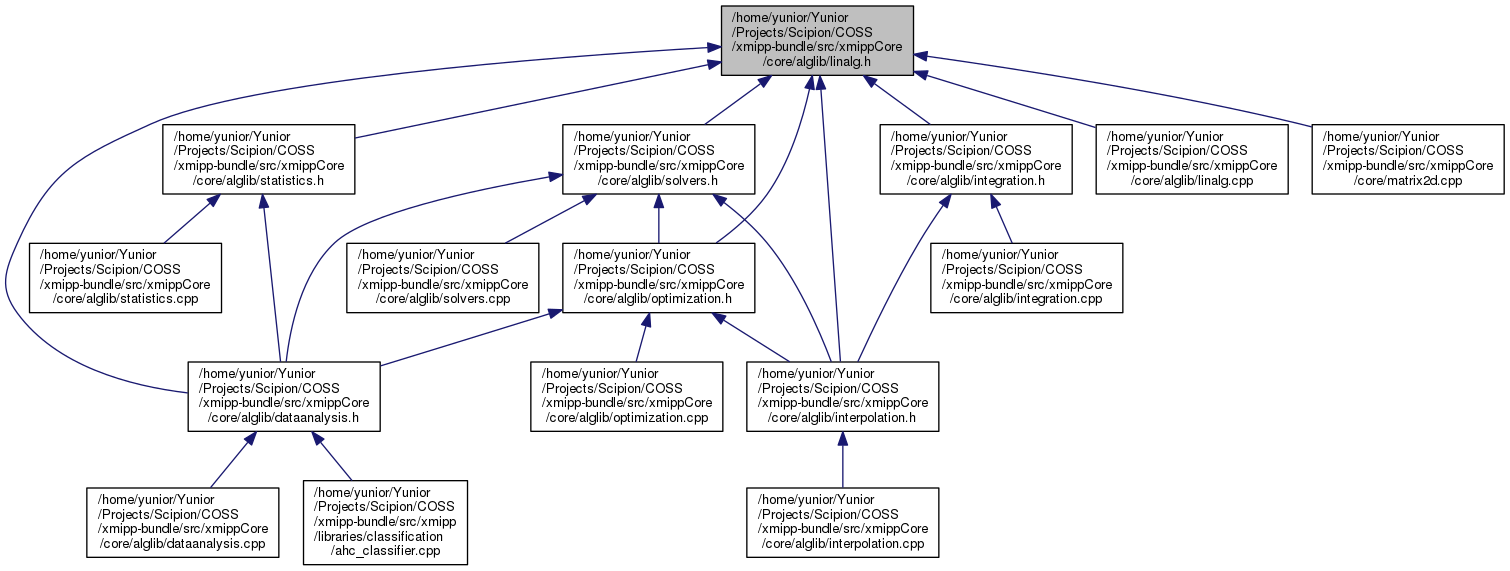 /home/yunior/Yunior
/Projects/Scipion/COSS
/xmipp-bundle/src/xmippCore
/core/alglib/linalg.h
/home/yunior/Yunior
/Projects/Scipion/COSS
/xmipp-bundle/src/xmippCore
/core/alglib/statistics.h
/home/yunior/Yunior
/Projects/Scipion/COSS
/xmipp-bundle/src/xmippCore
/core/alglib/solvers.h
/home/yunior/Yunior
/Projects/Scipion/COSS
/xmipp-bundle/src/xmippCore
/core/alglib/integration.h
/home/yunior/Yunior
/Projects/Scipion/COSS
/xmipp-bundle/src/xmippCore
/core/alglib/linalg.cpp
/home/yunior/Yunior
/Projects/Scipion/COSS
/xmipp-bundle/src/xmippCore
/core/matrix2d.cpp
/home/yunior/Yunior
/Projects/Scipion/COSS
/xmipp-bundle/src/xmippCore
/core/alglib/statistics.cpp
/home/yunior/Yunior
/Projects/Scipion/COSS
/xmipp-bundle/src/xmippCore
/core/alglib/solvers.cpp
/home/yunior/Yunior
/Projects/Scipion/COSS
/xmipp-bundle/src/xmippCore
/core/alglib/optimization.h
/home/yunior/Yunior
/Projects/Scipion/COSS
/xmipp-bundle/src/xmippCore
/core/alglib/integration.cpp
/home/yunior/Yunior
/Projects/Scipion/COSS
/xmipp-bundle/src/xmippCore
/core/alglib/dataanalysis.h
/home/yunior/Yunior
/Projects/Scipion/COSS
/xmipp-bundle/src/xmippCore
/core/alglib/optimization.cpp
/home/yunior/Yunior
/Projects/Scipion/COSS
/xmipp-bundle/src/xmippCore
/core/alglib/interpolation.h
/home/yunior/Yunior
/Projects/Scipion/COSS
/xmipp-bundle/src/xmippCore
/core/alglib/dataanalysis.cpp
/home/yunior/Yunior
/Projects/Scipion/COSS
/xmipp-bundle/src/xmipp
/libraries/classification
/ahc_classifier.cpp
/home/yunior/Yunior
/Projects/Scipion/COSS
/xmipp-bundle/src/xmippCore
/core/alglib/interpolation.cpp